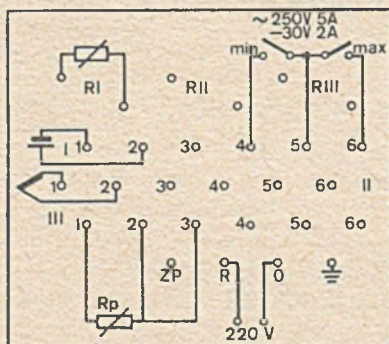 ~250V 5A
–30V 2A
min max
RI RII RIII
I 1 2 3 4 5 6
1 2 3 4 5 6 II
III
1 2 3 4 5 6
ZP R 0
Rp
220 V